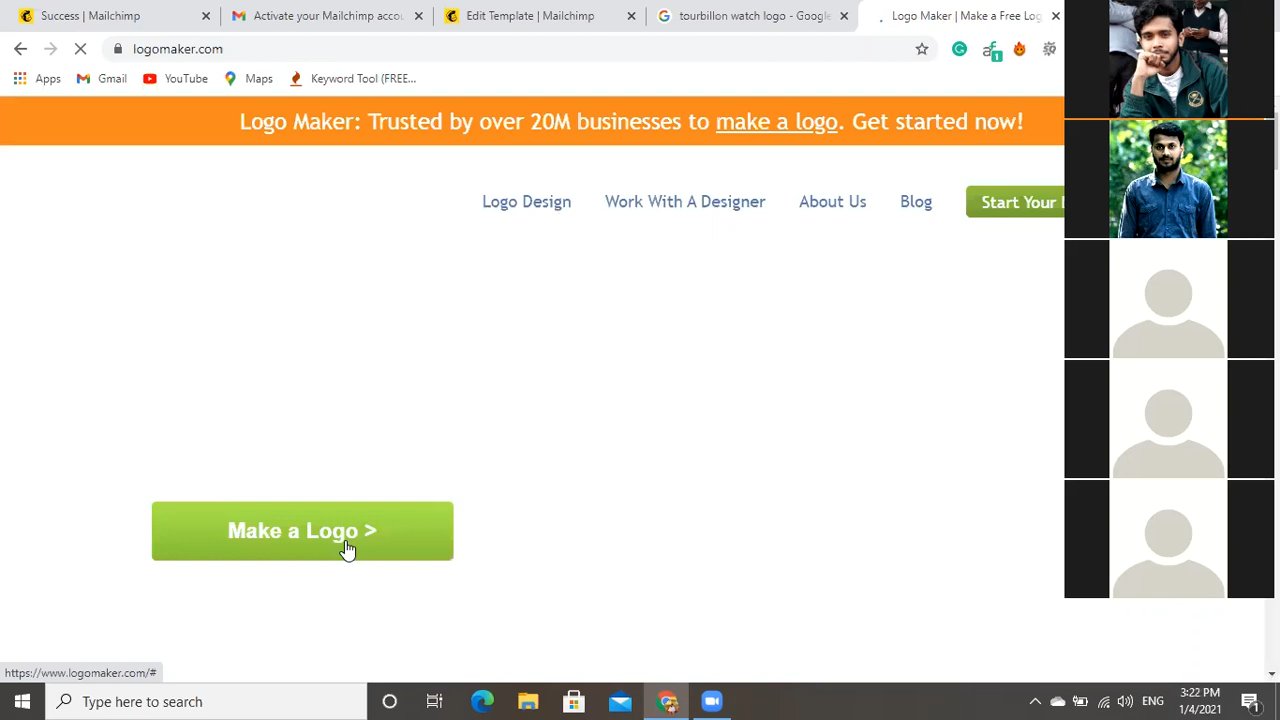 Success | Mailchimp
Activate your Mailchimp accou
Edit Template | Mailchimp
tourbillon watch logo - Google
Logo Maker | Make a Free Log
logomaker.com
1
Apps
Gmail
YouTube
Maps
Keyword Tool (FREE...
Logo Maker: Trusted by over 20M businesses to make a logo. Get started now!
Logo Design
Work With A Designer
About Us
Blog
Start Your
Make a Logo >
https://www.logomaker.com/#
Type here to search
ENG
3:22 PM
1/4/2021
1